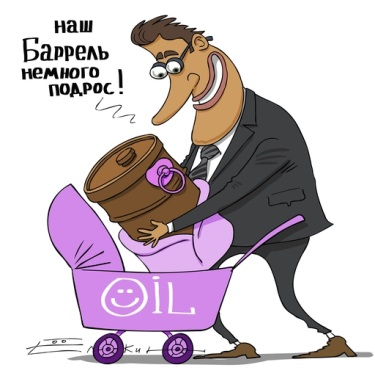 наш
Баррель
немного
подрос!
OIL